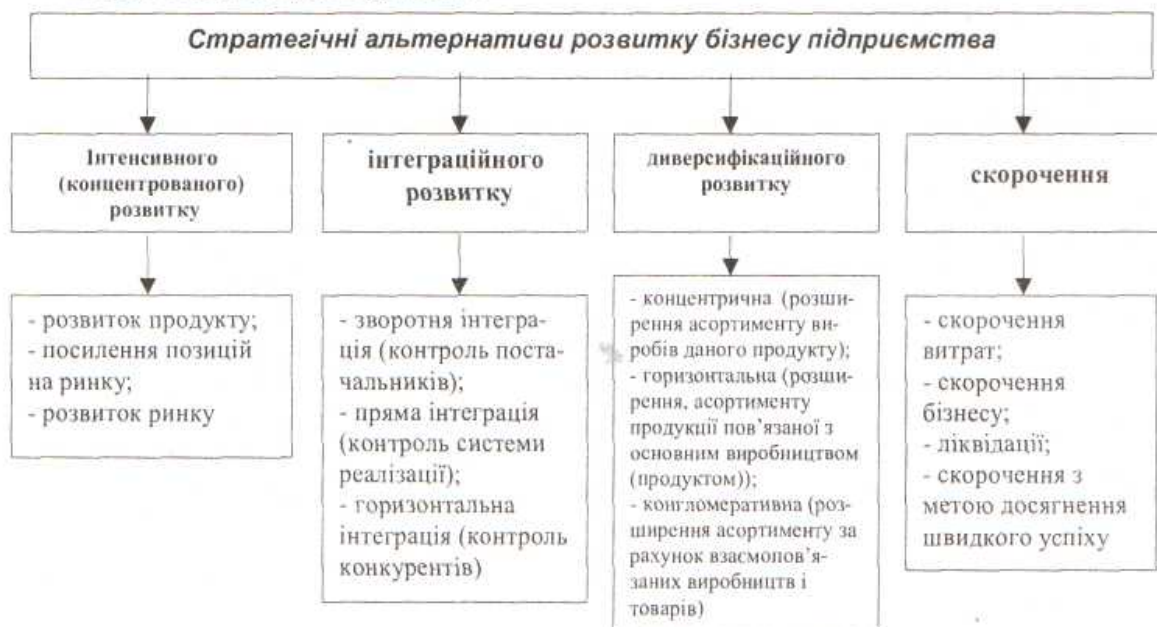 Стратегічні альтернативи розвитку бізнесу підприємства
Інтенсивного
(концентрованого)
розвитку
інтеграційного
розвитку
диверсифікаційного
розвитку
скорочення
- розвиток продукту;
- посилення позицій
на ринку;
- розвиток ринку
- зворотня інтегра-
ція (контроль поста-
чальників);
- пряма інтеграція
(контроль системи
реалізації);
- горизонтальна
інтеграція (контроль
конкурентів)
- концентрична (розши-
рення асортименту ви-
робів даного продукту);
- горизонтальна (розши-
рення, асортименту
продукції пов’язаної з
основним виробництвом
(продуктом));
- конгломеративна (роз-
ширення асортименту за
рахунок взаємопов’я-
заних виробництв і
товарів)
- скорочення
витрат;
- скорочення
бізнесу;
- ліквідації;
- скорочення з
метою досягнення
швидкого успіху